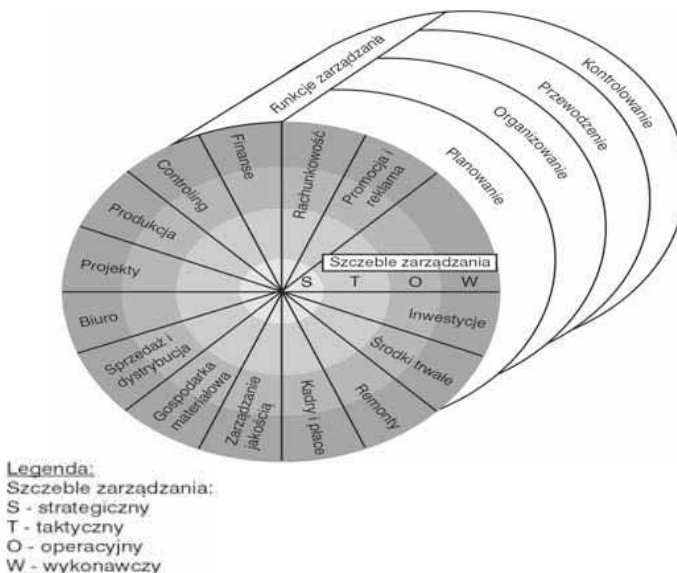 Funkcje zarządzania
Kontrolowanie
Przewodzenie
Organizowanie
Planowanie
Finanse
Rachunkowość
Promocja i
reklama
Controling
Produkcja
Projekty
Szczeble zarządzania
S T O W
Biuro
Inwestycje
Sprzedaż i
dystrybucja
Środki trwałe
Gospodarka
materiałowa
Zarządzanie
jakością
Kadry i płace
Remonty
Legenda:
Szczeble zarządzania:
S - strategiczny
T - taktyczny
O - operacyjny
W - wykonawczy